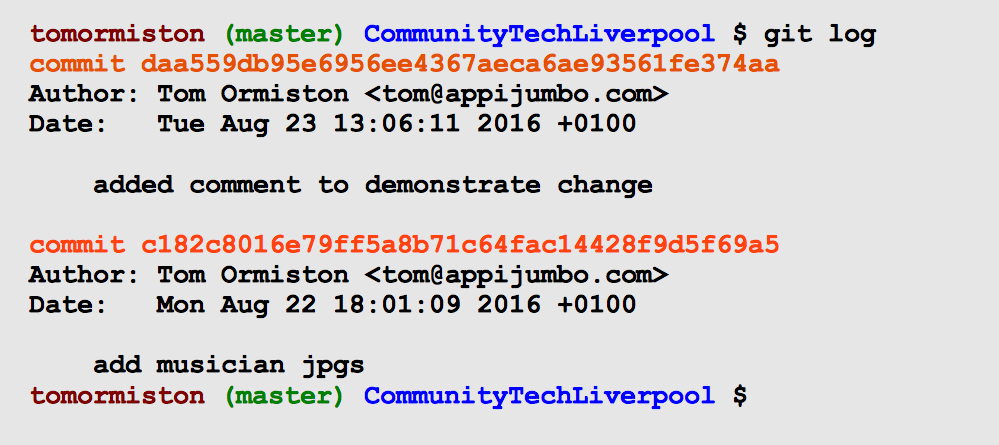 tomormiston (master) CommunityTechLiverpool $ git log
commit daa559db95e6956ee4367aeca6ae93561fe374aa
Author: Tom Ormiston <tom@appijumbo.com>
Date:   Tue Aug 23 13:06:11 2016 +0100
added comment to demonstrate change
commit c182c8016e79ff5a8b71c64fac14428f9d5f69a5
Author: Tom Ormiston <tom@appijumbo.com>
Date:   Mon Aug 22 18:01:09 2016 +0100
add musician jpgs
tomormiston (master) CommunityTechLiverpool $